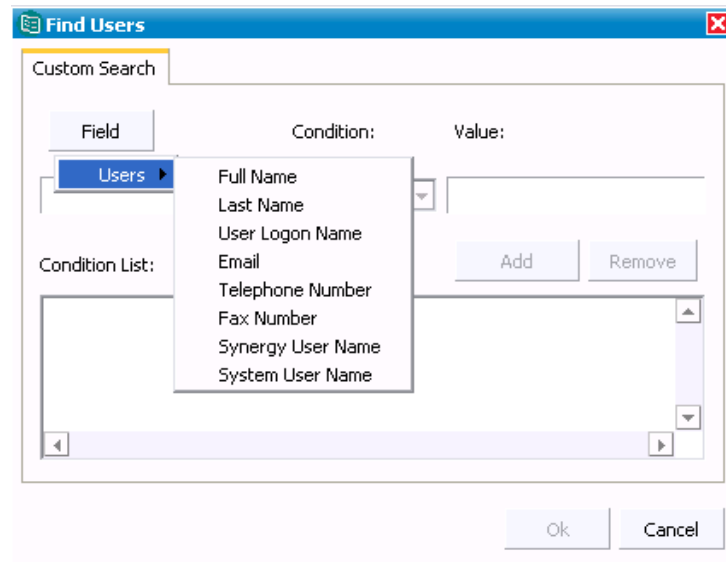 Find Users
Custom Search
Field Condition: Value:
Users
Full Name
Last Name
User Logon Name
Email
Telephone Number
Fax Number
Synergy User Name
System User Name
Condition List:
Add Remove
Ok Cancel